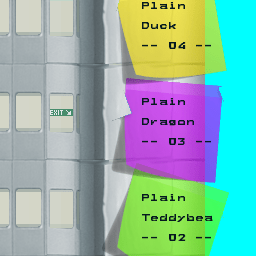 Plain
Duck
-- 04 --
EXIT
Plain
Dragon
-- 03 --
Plain
Teddybea
-- 02 --